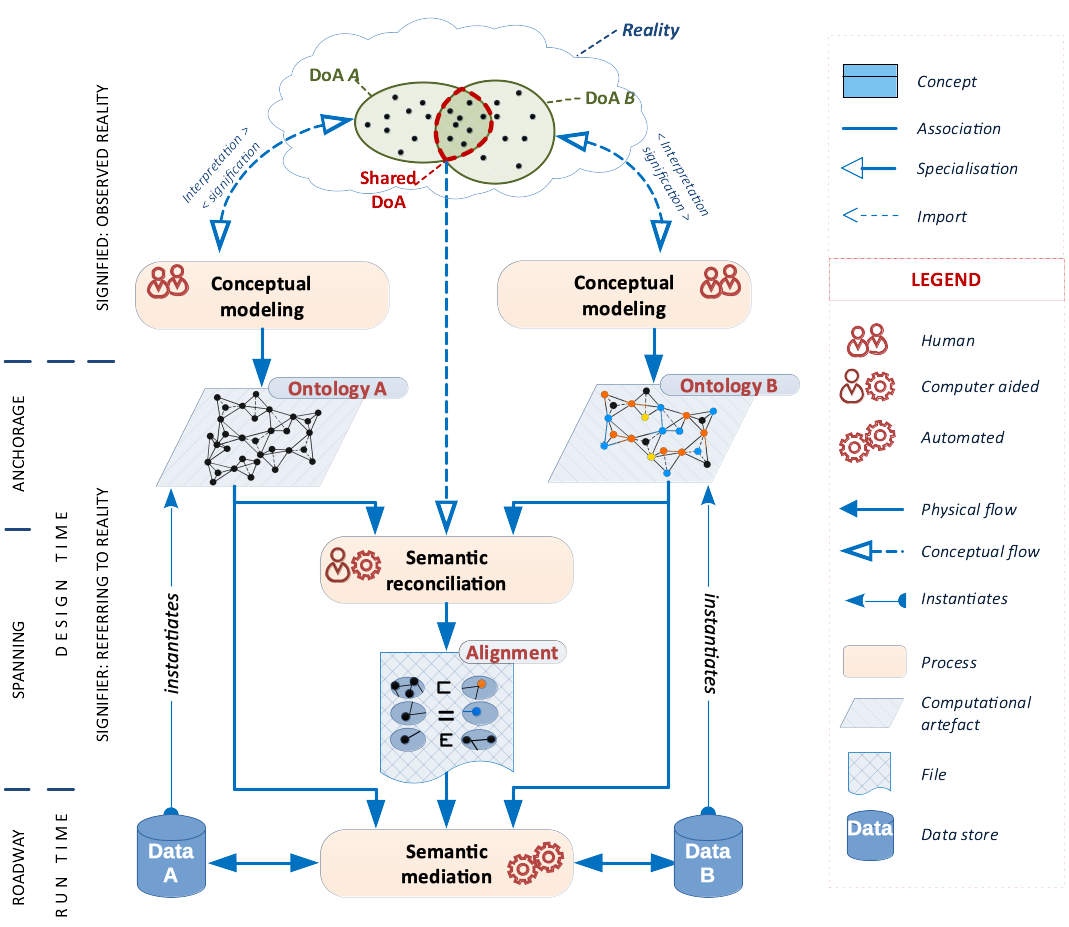 Reality
DoA A
DoA B
Interpretation >
< signification
< Interpretation
signification >
Shared
DoA
SIGNIFIED: OBSERVED REALITY
Conceptual
modeling
Conceptual
modeling
Ontology A
Ontology B
ANCHORAGE
SPANNING
DESIGN TIME
SIGNIFIER: REFERRING TO REALITY
instantiates
instantiates
Semantic
reconciliation
Alignment
⊏
=
E
ROADWAY
RUN TIME
Data
A
Semantic
mediation
Data
B
Concept
Association
Specialisation
Import
LEGEND
Human
Computer aided
Automated
Physical flow
Conceptual flow
Instantiates
Process
Computational
artefact
File
Data
Data store